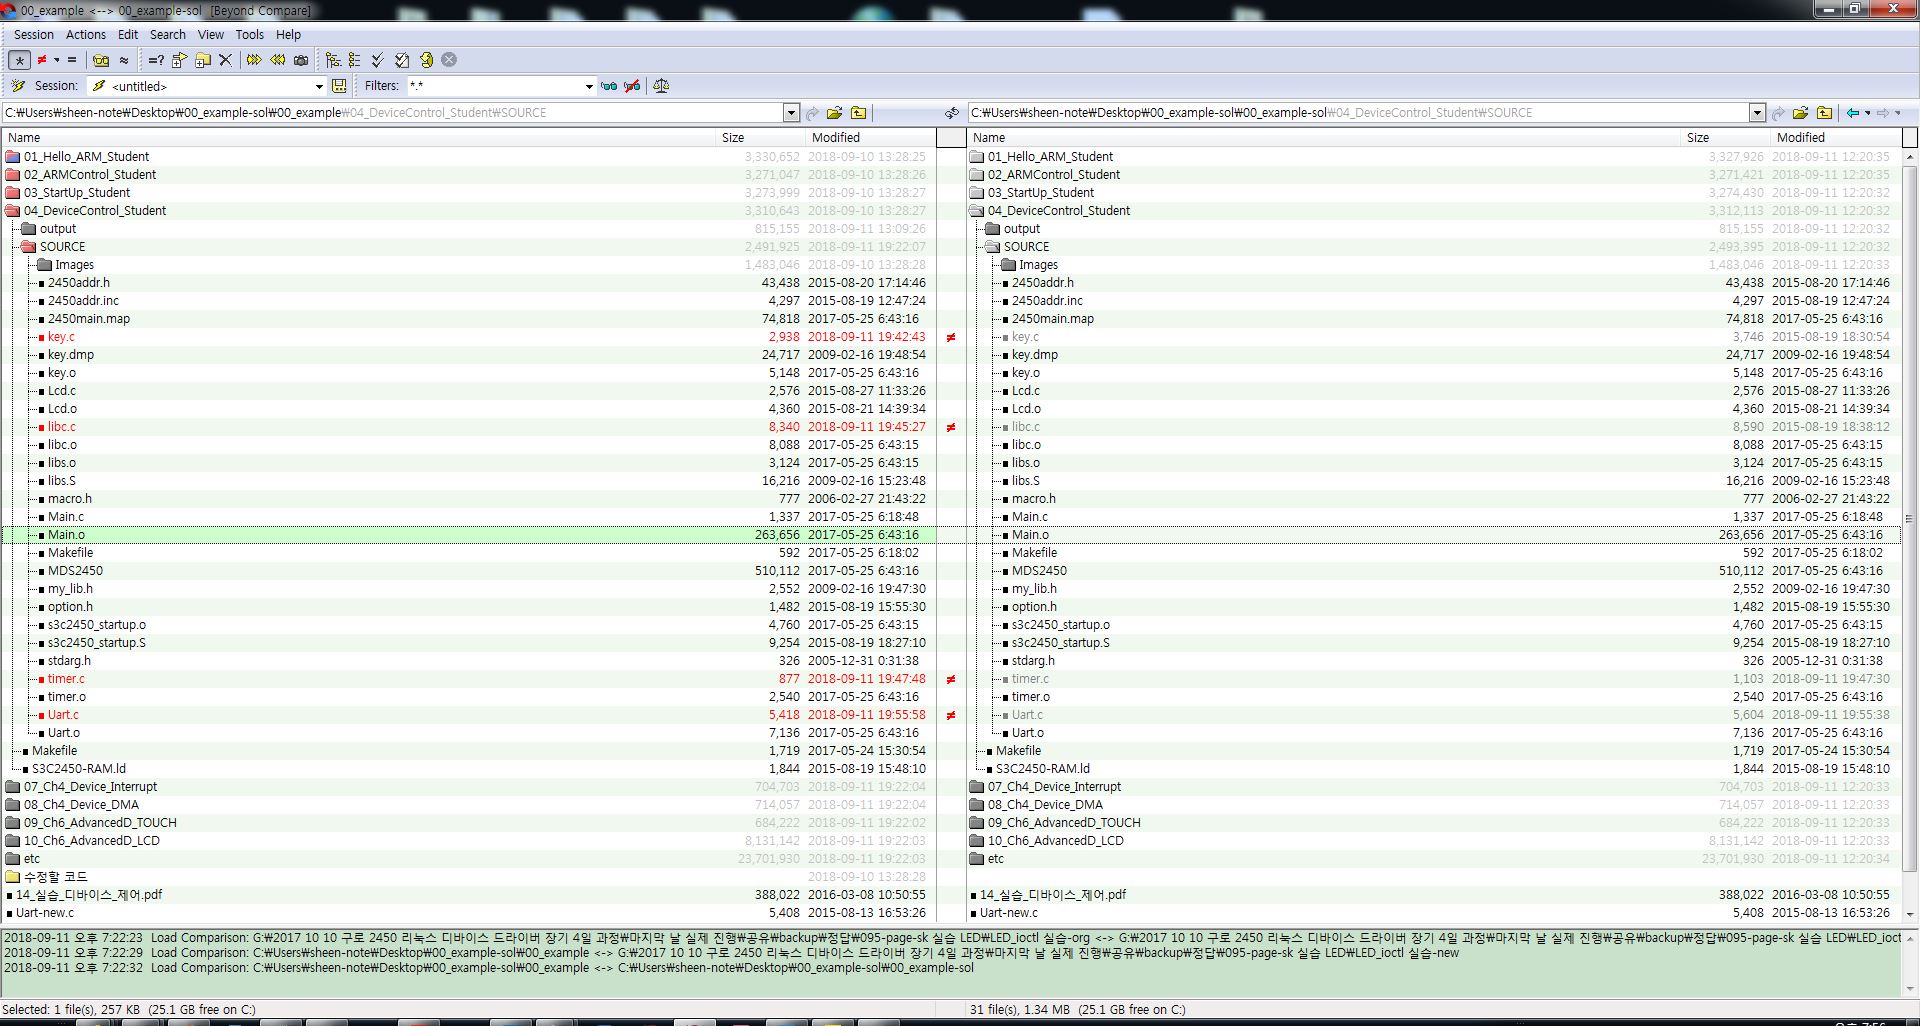 00_example <--> 00_example-sol [Beyond Compare]
Session Actions Edit Search View Tools Help
Session: <untitled> Filters: *.*
C:₩Users₩sheen-note₩Desktop₩00_example-sol₩00_example₩04_DeviceControl_Student₩SOURCE C:₩Users₩sheen-note₩Desktop₩00_example-sol₩00_example-sol₩04_DeviceControl_Student₩SOURCE
Name Size Modified Name Size Modified
01_Hello_ARM_Student 3,330,652 2018-09-10 13:28:25 01_Hello_ARM_Student 3,327,926 2018-09-11 12:20:35
02_ARMControl_Student 3,271,047 2018-09-10 13:28:26 02_ARMControl_Student 3,271,421 2018-09-11 12:20:35
03_StartUp_Student 3,273,999 2018-09-10 13:28:27 03_StartUp_Student 3,274,430 2018-09-11 12:20:32
04_DeviceControl_Student 3,310,643 2018-09-10 13:28:27 04_DeviceControl_Student 3,312,113 2018-09-11 12:20:32
output 815,155 2018-09-11 13:09:26 output 815,155 2018-09-11 12:20:32
SOURCE 2,491,925 2018-09-11 19:22:07 SOURCE 2,493,395 2018-09-11 12:20:32
Images 1,483,046 2018-09-10 13:28:28 Images 1,483,046 2018-09-11 12:20:33
2450addr.h 43,438 2015-08-20 17:14:46 2450addr.h 43,438 2015-08-20 17:14:46
2450addr.inc 4,297 2015-08-19 12:47:24 2450addr.inc 4,297 2015-08-19 12:47:24
2450main.map 74,818 2017-05-25 6:43:16 2450main.map 74,818 2017-05-25 6:43:16
key.c 2,938 2018-09-11 19:42:43 ≠ key.c 3,746 2015-08-19 18:30:54
key.dmp 24,717 2009-02-16 19:48:54 key.dmp 24,717 2009-02-16 19:48:54
key.o 5,148 2017-05-25 6:43:16 key.o 5,148 2017-05-25 6:43:16
Lcd.c 2,576 2015-08-27 11:33:26 Lcd.c 2,576 2015-08-27 11:33:26
Lcd.o 4,360 2015-08-21 14:39:34 Lcd.o 4,360 2015-08-21 14:39:34
libc.c 8,340 2018-09-11 19:45:27 ≠ libc.c 8,590 2015-08-19 18:38:12
libc.o 8,088 2017-05-25 6:43:15 libc.o 8,088 2017-05-25 6:43:15
libs.o 3,124 2017-05-25 6:43:15 libs.o 3,124 2017-05-25 6:43:15
libs.S 16,216 2009-02-16 15:23:48 libs.S 16,216 2009-02-16 15:23:48
macro.h 777 2006-02-27 21:43:22 macro.h 777 2006-02-27 21:43:22
Main.c 1,337 2017-05-25 6:18:48 Main.c 1,337 2017-05-25 6:18:48
Main.o 263,656 2017-05-25 6:43:16 Main.o 263,656 2017-05-25 6:43:16
Makefile 592 2017-05-25 6:18:02 Makefile 592 2017-05-25 6:18:02
MDS2450 510,112 2017-05-25 6:43:16 MDS2450 510,112 2017-05-25 6:43:16
my_lib.h 2,552 2009-02-16 19:47:30 my_lib.h 2,552 2009-02-16 19:47:30
option.h 1,482 2015-08-19 15:55:30 option.h 1,482 2015-08-19 15:55:30
s3c2450_startup.o 4,760 2017-05-25 6:43:15 s3c2450_startup.o 4,760 2017-05-25 6:43:15
s3c2450_startup.S 9,254 2015-08-19 18:27:10 s3c2450_startup.S 9,254 2015-08-19 18:27:10
stdarg.h 326 2005-12-31 0:31:38 stdarg.h 326 2005-12-31 0:31:38
timer.c 877 2018-09-11 19:47:48 ≠ timer.c 1,103 2018-09-11 19:47:30
timer.o 2,540 2017-05-25 6:43:16 timer.o 2,540 2017-05-25 6:43:16
Uart.c 5,418 2018-09-11 19:55:58 ≠ Uart.c 5,604 2018-09-11 19:55:38
Uart.o 7,136 2017-05-25 6:43:16 Uart.o 7,136 2017-05-25 6:43:16
Makefile 1,719 2017-05-24 15:30:54 Makefile 1,719 2017-05-24 15:30:54
S3C2450-RAM.ld 1,844 2015-08-19 15:48:10 S3C2450-RAM.ld 1,844 2015-08-19 15:48:10
07_Ch4_Device_Interrupt 704,703 2018-09-11 19:22:04 07_Ch4_Device_Interrupt 704,703 2018-09-11 12:20:33
08_Ch4_Device_DMA 714,057 2018-09-11 19:22:04 08_Ch4_Device_DMA 714,057 2018-09-11 12:20:33
09_Ch6_AdvancedD_TOUCH 684,222 2018-09-11 19:22:02 09_Ch6_AdvancedD_TOUCH 684,222 2018-09-11 12:20:33
10_Ch6_AdvancedD_LCD 8,131,142 2018-09-11 19:22:03 10_Ch6_AdvancedD_LCD 8,131,142 2018-09-11 12:20:33
etc 23,701,930 2018-09-11 19:22:03 etc 23,701,930 2018-09-11 12:20:34
수정할 코드 2018-09-10 13:28:28
14_실습_디바이스_제어.pdf 388,022 2016-03-08 10:50:55 14_실습_디바이스_제어.pdf 388,022 2016-03-08 10:50:55
Uart-new.c 5,408 2015-08-13 16:53:26 Uart-new.c 5,408 2015-08-13 16:53:26
2018-09-11 오후 7:22:23 Load Comparison: G:₩2017 10 10 구로 2450 리눅스 디바이스 드라이버 장기 4일 과정₩마지막 날 실제 진행₩공유₩backup₩정답₩095-page-sk 실습 LED₩LED_ioctl 실습-org <-> G:₩2017 10 10 구로 2450 리눅스 디바이스 드라이버 장기 4일 과정₩마지막 날 실제 진행₩공유₩backup₩정답₩095-page-sk 실습 LED₩LED_ioct
2018-09-11 오후 7:22:29 Load Comparison: C:₩Users₩sheen-note₩Desktop₩00_example-sol₩00_example <-> G:₩2017 10 10 구로 2450 리눅스 디바이스 드라이버 장기 4일 과정₩마지막 날 실제 진행₩공유₩backup₩정답₩095-page-sk 실습 LED₩LED_ioctl 실습-new
2018-09-11 오후 7:22:32 Load Comparison: C:₩Users₩sheen-note₩Desktop₩00_example-sol₩00_example <-> C:₩Users₩sheen-note₩Desktop₩00_example-sol₩00_example-sol
Selected: 1 file(s), 257 KB (25.1 GB free on C:) 31 file(s), 1.34 MB (25.1 GB free on C:)